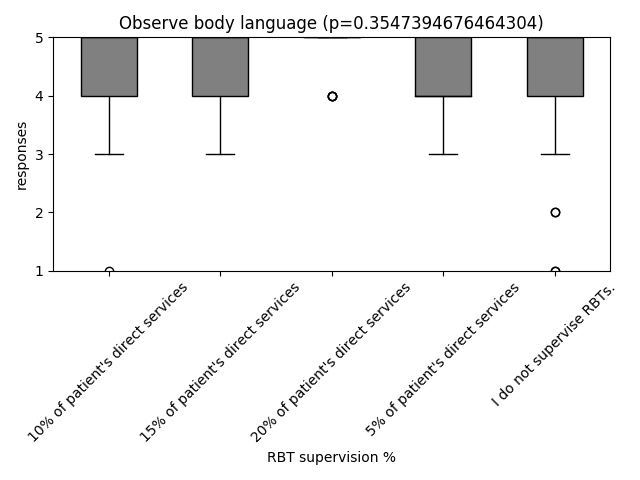 Observe body language (p=0.3547394676464304)
5
4
3
2
1
responses
10% of patient's direct services
15% of patient's direct services
20% of patient's direct services
5% of patient's direct services
I do not supervise RBTs.
RBT supervision %